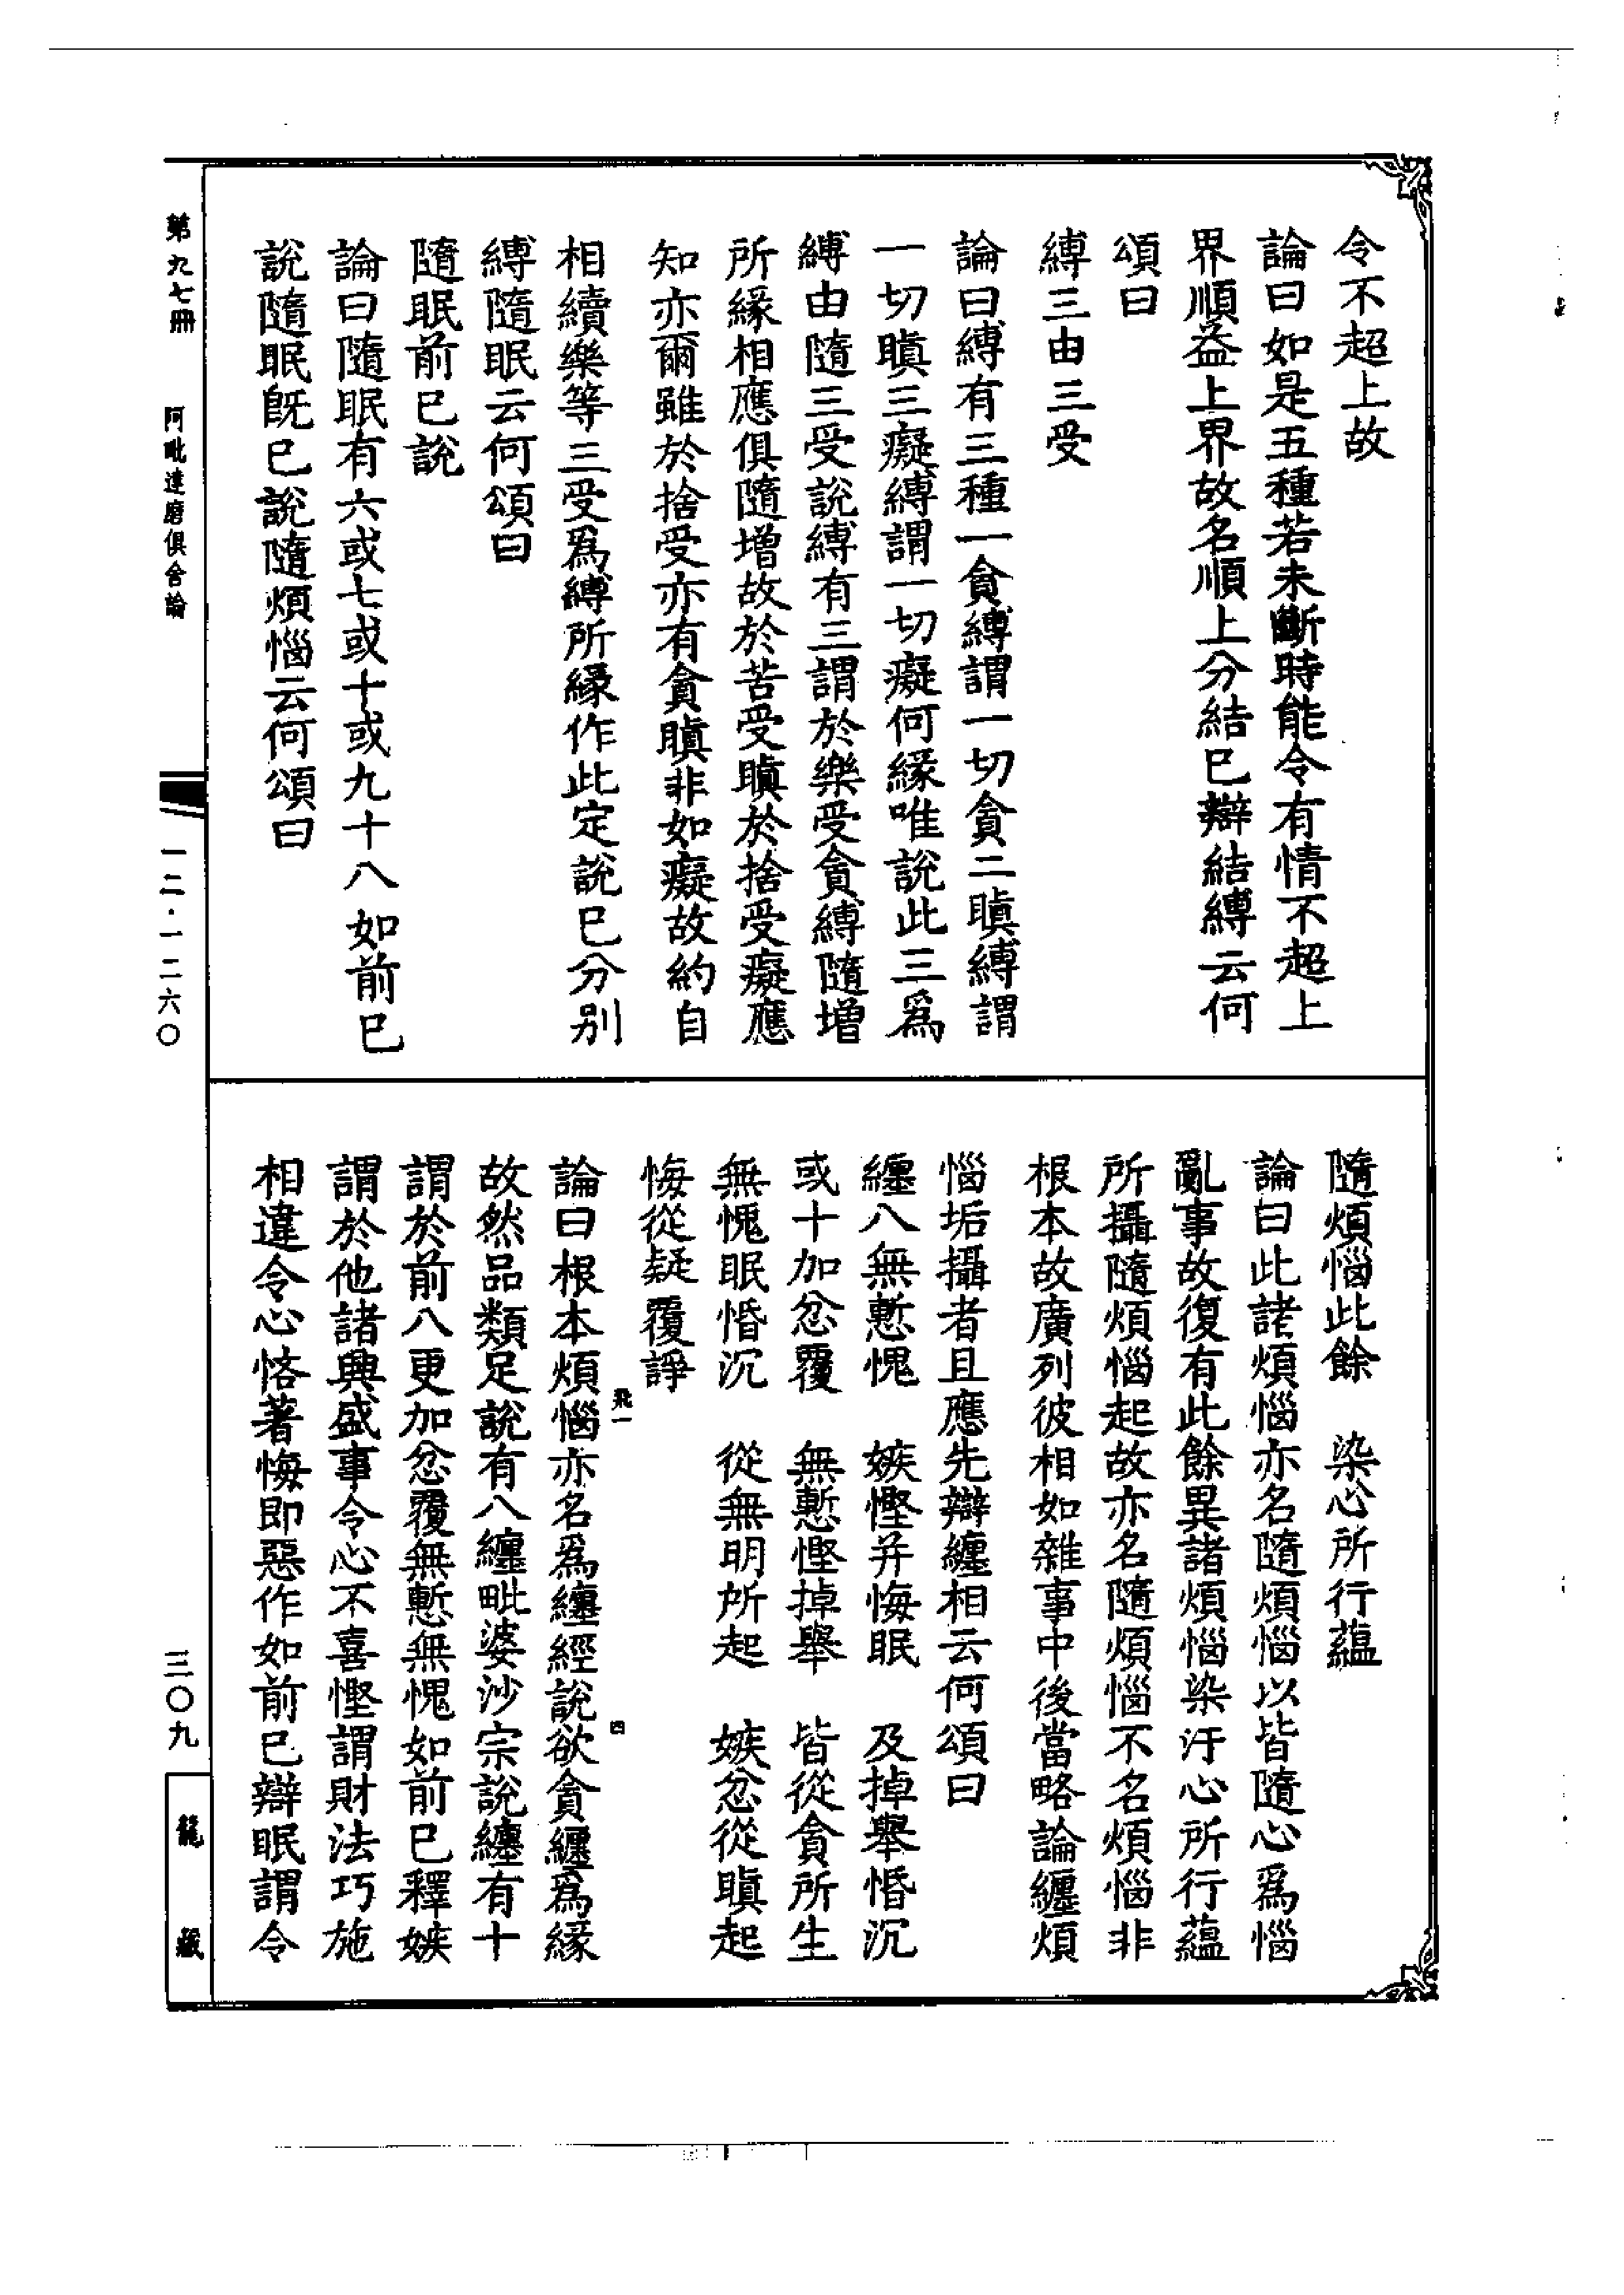 令不超上故
論曰如是五種若未斷時能令有情不超上
界順益上界故名順上分結巳辯結縛云何
頌曰
縛三由三受
論曰縛有三種一貪縛謂一切貪二瞋縛謂
一切瞋三癡縛謂一切癡何緣唯說此三爲
縛由隨三受說縛有三謂於樂受貪縛隨增
所緣相應俱隨增故於苦受瞋於捨受癡應
知亦爾雖於捨受亦有貪瞋非如癡故約自
相續樂等三受爲縛所緣作此定說巳分別
縛隨眠云何頌曰
隨眠前巳說
論曰隨眠有六或七或十或九十八如前巳
說隨眠旣巳說隨煩惱云何頌曰
隨煩惱此餘　染心所行蘊
論曰此諸煩惱亦名隨煩惱以皆隨心爲惱
亂事故復有此餘異諸煩惱染汙心所行蘊
所攝隨煩惱起故亦名隨煩惱不名煩惱非
根本故廣列彼相如雜事中後當略論纏煩
惱垢攝者且應先辯纏相云何頌曰
纏八無慙愧　嫉慳并悔眠　及掉舉惛沉
或十加忿覆　無慙慳掉舉　皆從貪所生
無愧眠惛沉　從無明所起　嫉忿從瞋起
悔從疑覆諍
論曰根本煩惱亦名爲纏經說欲貪纏爲緣
故然品類足說有八纏毗婆沙宗說纏有十
謂於前八更加忿覆無慙無愧如前巳釋嫉
謂於他諸興盛事令心不喜慳謂財法巧施
相違令心恡著悔即惡作如前巳辯眠謂令
飛一
四
第九七冊
阿毗達磨俱舍論
一二·一二六〇
三〇九
龍藏